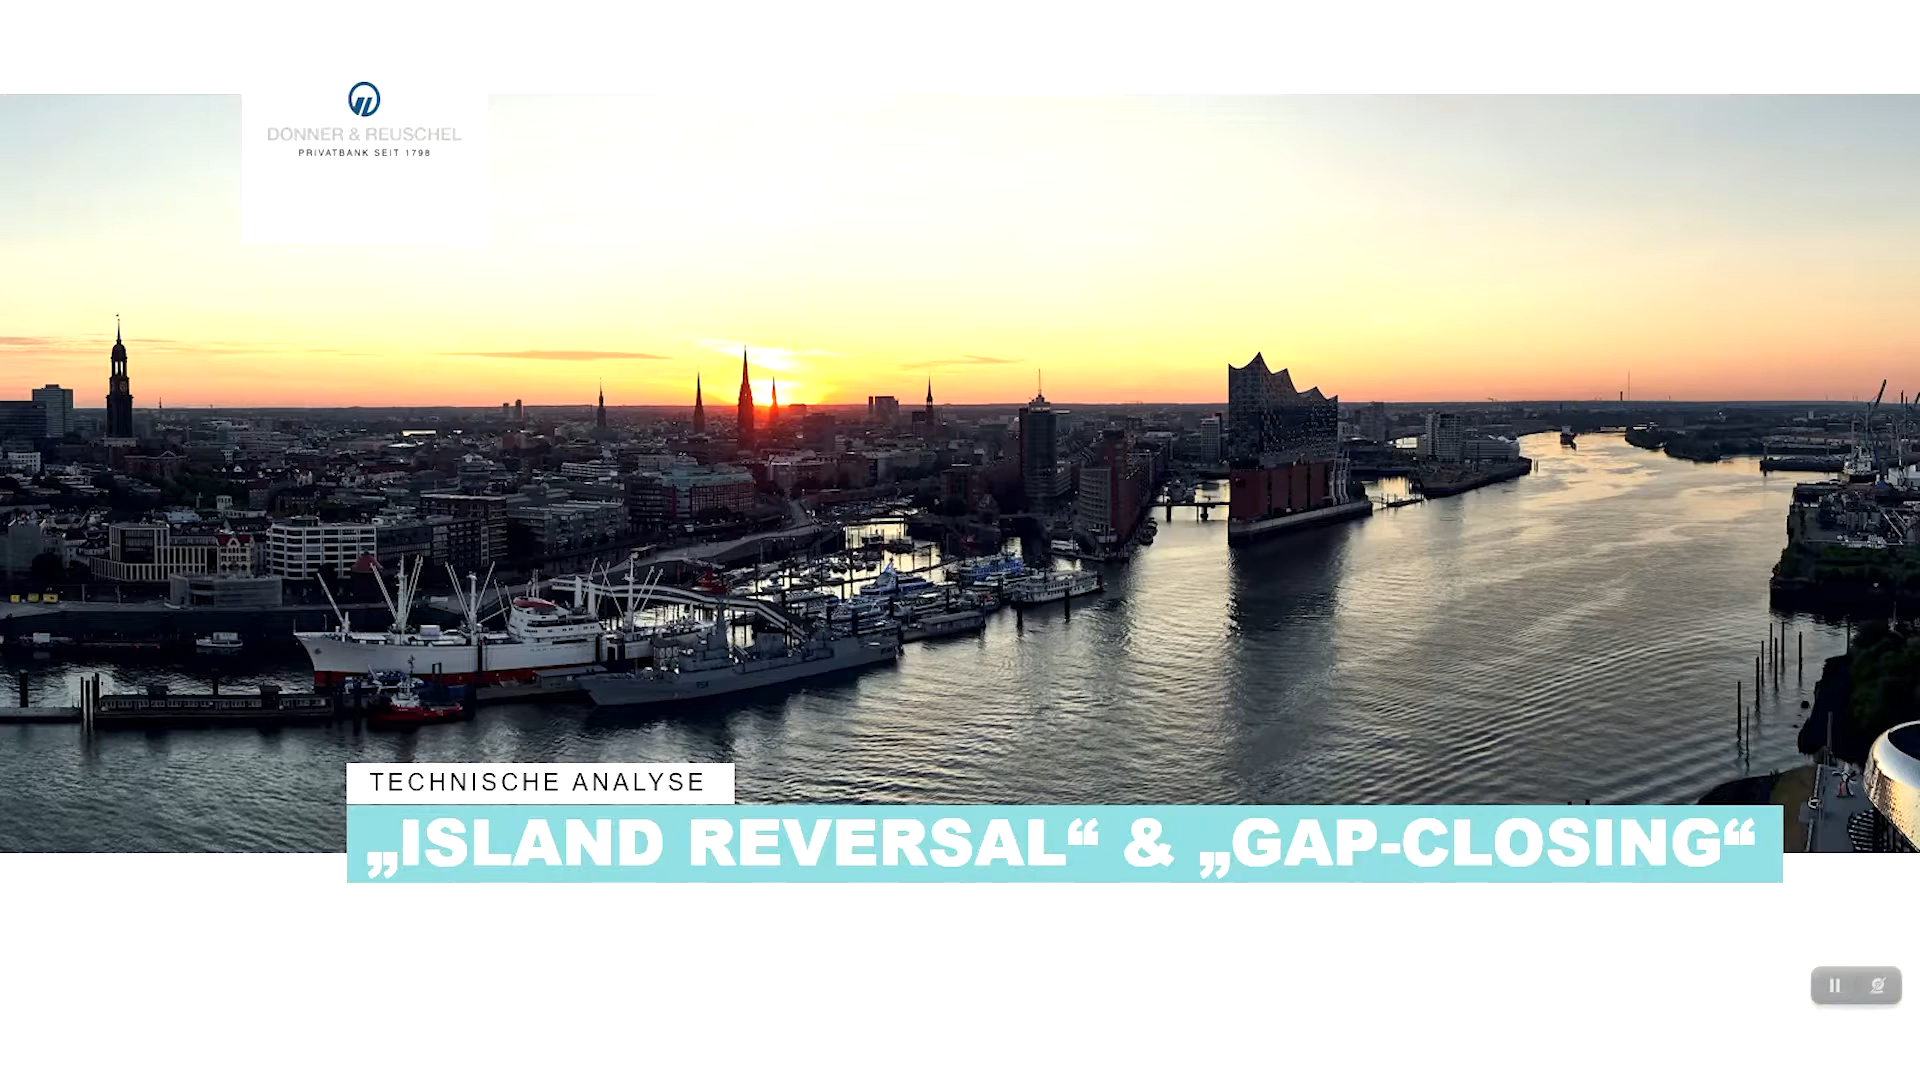 DONNER & REUSCHEL
PRIVATBANK SEIT 1798
TECHNISCHE ANALYSE
„ISLAND REVERSAL“ & „GAP-CLOSING“